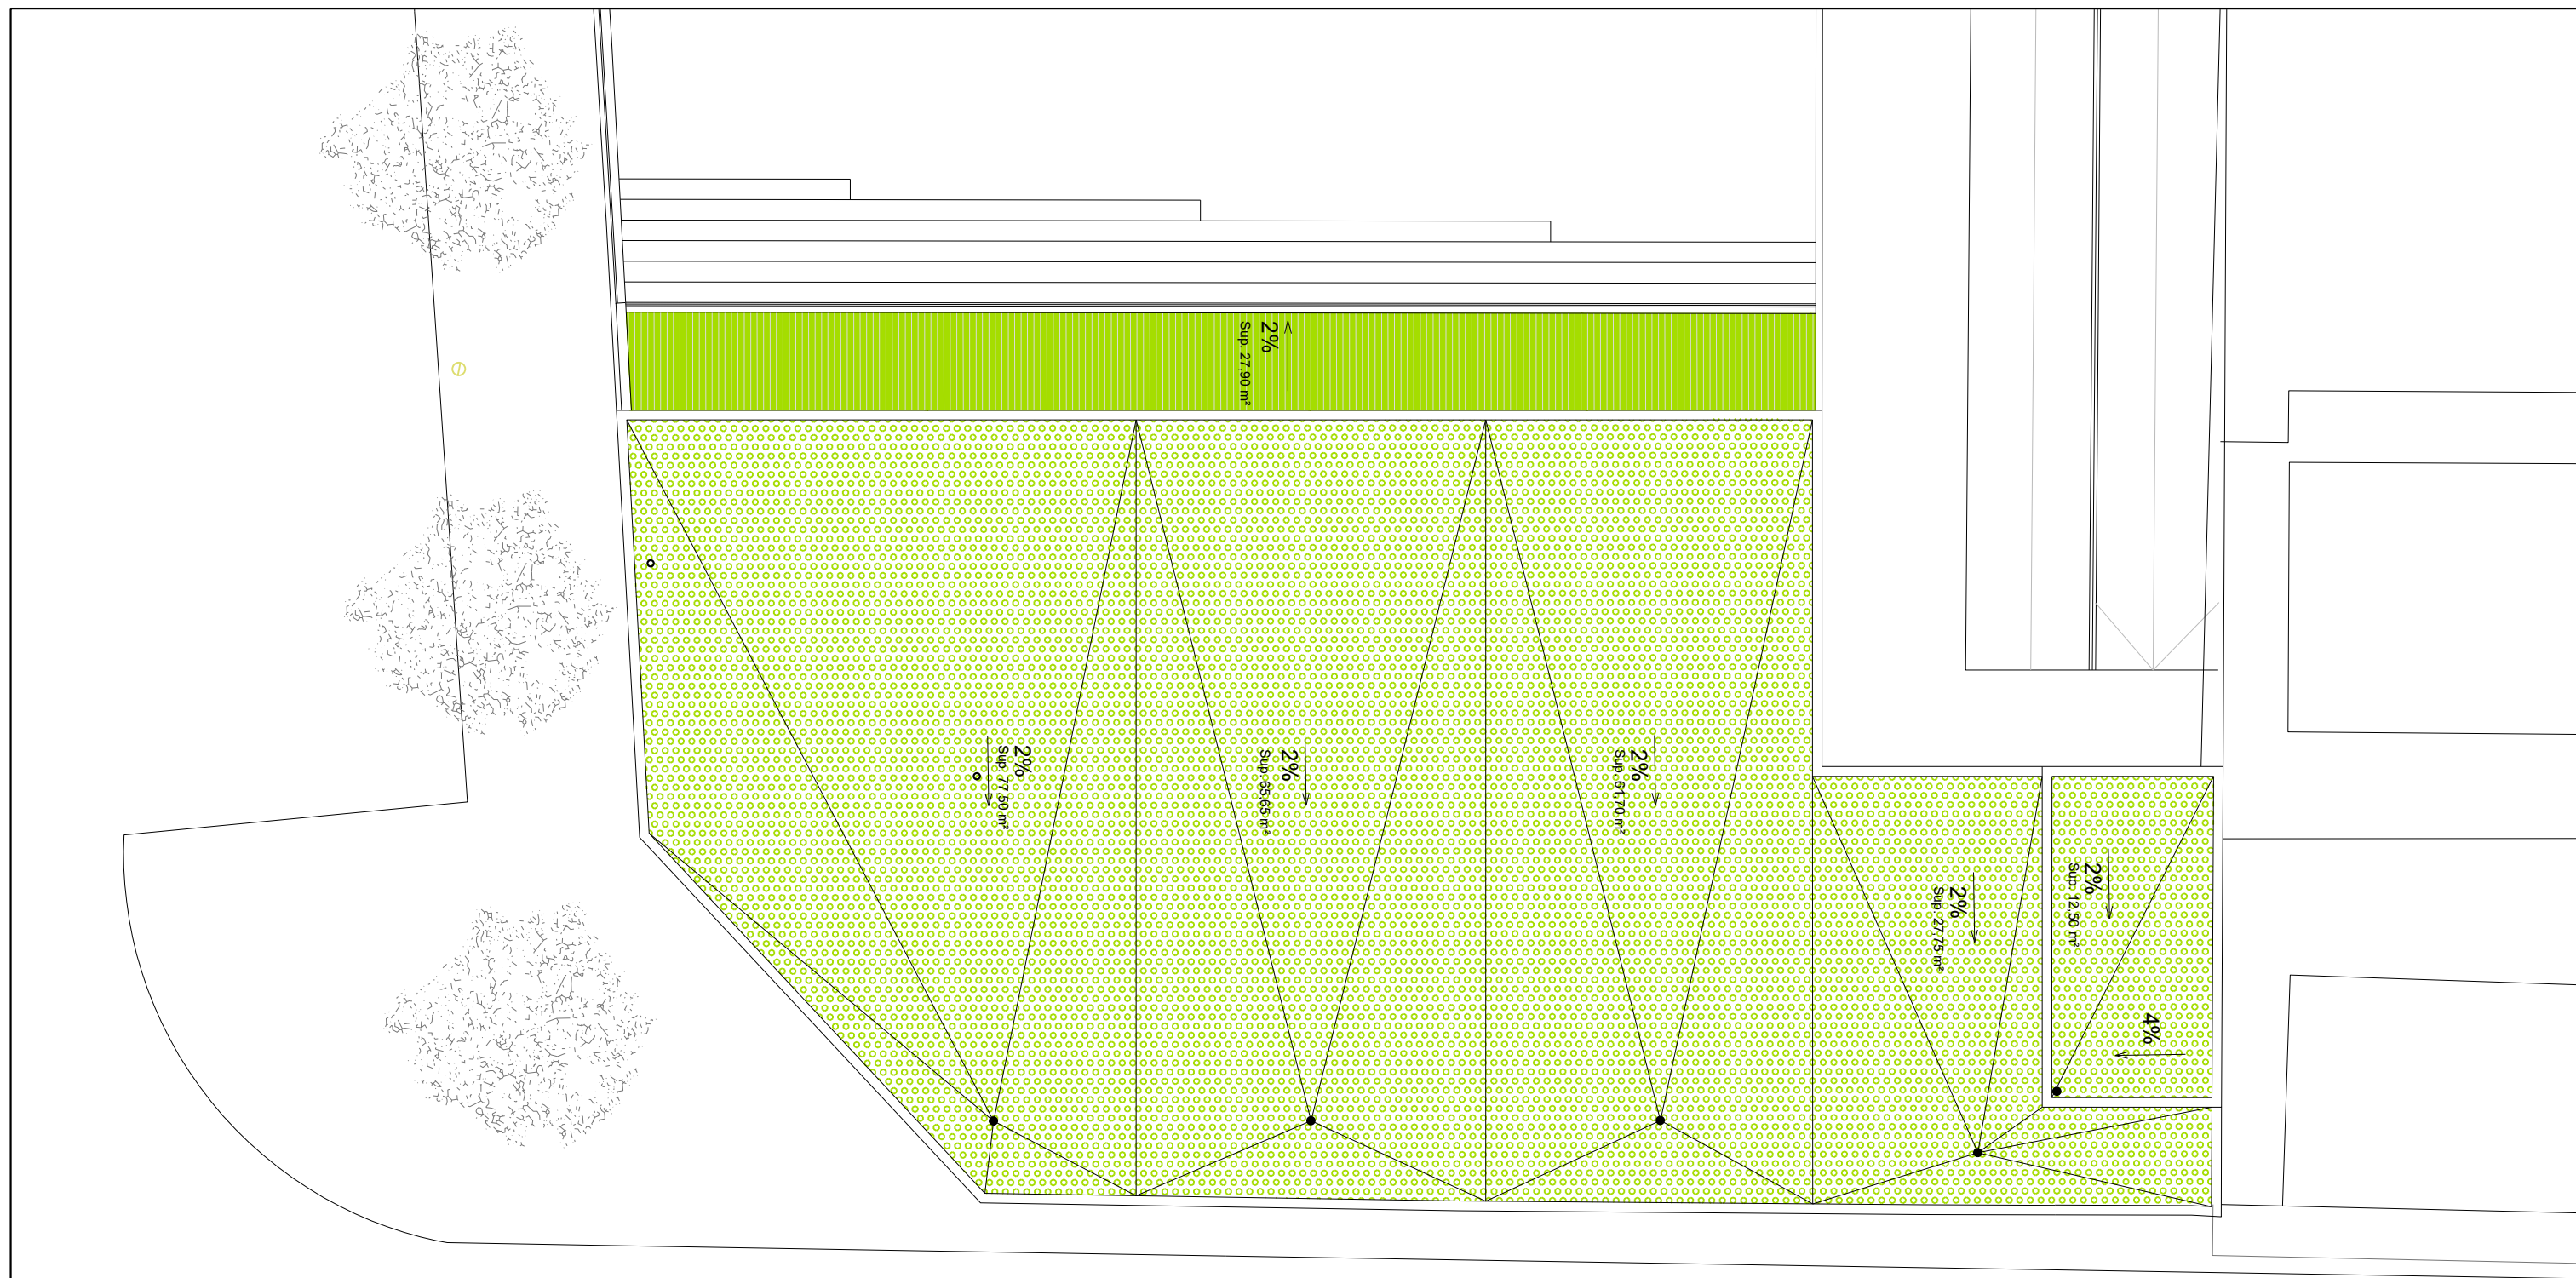 2%
Sup. 27,90 m²
2%
Sup. 77,50 m²
2%
Sup. 65,65 m²
2%
Sup. 61,70 m²
2%
Sup. 27,75 m²
2%
Sup. 12,50 m²
4%